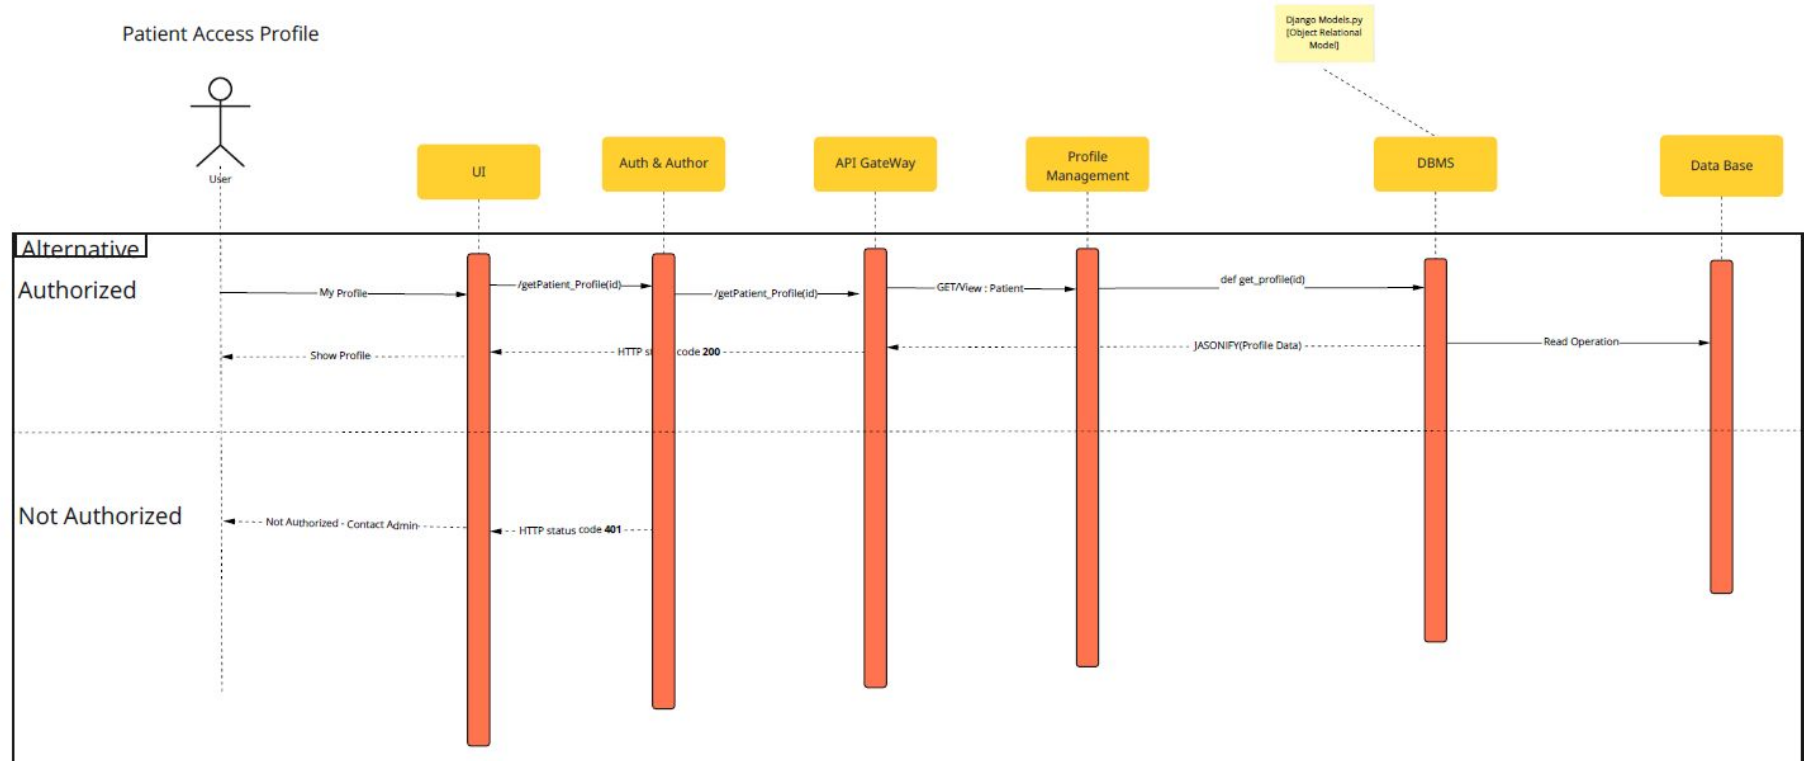 Django Models.py
[Object Relational
Model]
Patient Access Profile
User
UI
Auth & Author
API GateWay
Profile
Management
DBMS
Data Base
Alternative
Authorized
My Profile
/getPatient_Profile(id)
/getPatient_Profile(id)
GET/View : Patient
def get_profile(id)
Show Profile
HTTP st code 200
JASONIFY(Profile Data)
Read Operation
Not Authorized
Not Authorized - Contact Admin
HTTP status code 401